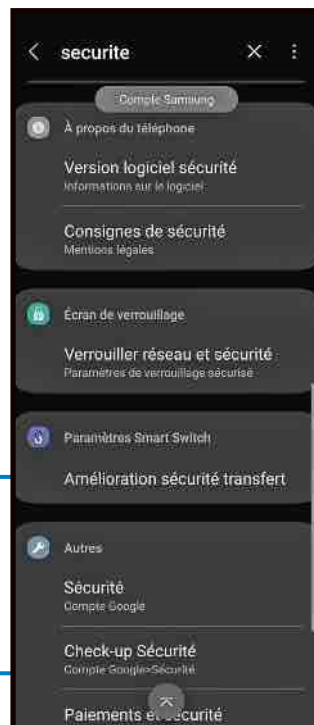 securite
Compte Samsung
À propos du téléphone
Version logiciel sécurité
Informations sur le logiciel
Consignes de sécurité
Mentions légales
Écran de verrouillage
Verrouiller réseau et sécurité
Paramètres de verrouillage sécurisé
Paramètres Smart Switch
Amélioration sécurité transfert
Autres
Sécurité
Compte Google
Check-up Sécurité
Compte Google>Sécurité
Paiements et sécurité